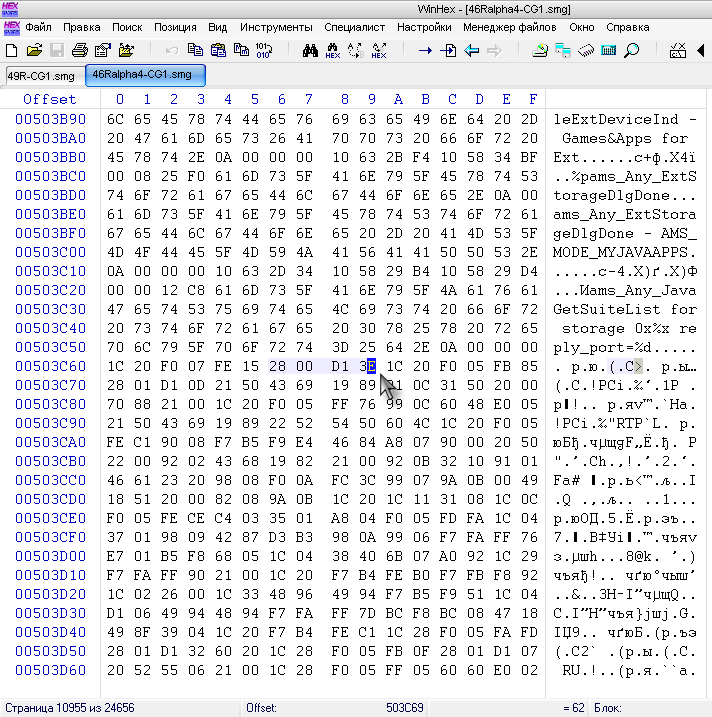 WinHex - [46Ralpha4-CG1.smg]
Файл Правка Поиск Позиция Вид Инструменты Специалист Настройки Менеджер файлов Окно Справка
49R-CG1.smg 46Ralpha4-CG1.smg
Offset 0 1 2 3 4 5 6 7 8 9 A B C D E F
00503B90 6C 65 45 78 74 44 65 76 69 63 65 49 6E 64 20 2D leExtDeviceInd -
00503BA0 20 47 61 6D 65 73 26 41 70 70 73 20 66 6F 72 20 Games&Apps for
00503BB0 45 78 74 2E 0A 00 00 00 10 63 2B F4 10 58 34 BF Ext......c+ф.X4ї
00503BC0 00 08 25 F0 61 6D 73 5F 41 6E 79 5F 45 78 74 53 ..%рams_Any_ExtS
00503BD0 74 6F 72 61 67 65 44 6C 67 44 6F 6E 65 2E 0A 00 torageDlgDone...
00503BE0 61 6D 73 5F 41 6E 79 5F 45 78 74 53 74 6F 72 61 ams_Any_ExtStora
00503BF0 67 65 44 6C 67 44 6F 6E 65 20 2D 20 41 4D 53 5F geDlgDone - AMS_
00503C00 4D 4F 44 45 5F 4D 59 4A 41 56 41 41 50 50 53 2E MODE_MYJAVAAPPS.
00503C10 0A 00 00 00 10 63 2D 34 10 58 29 B4 10 58 29 D4 .....c-4.X)ґ.X)Ф
00503C20 00 00 12 C8 61 6D 73 5F 41 6E 79 5F 4A 61 76 61 ...Иams_Any_Java
00503C30 47 65 74 53 75 69 74 65 4C 69 73 74 20 66 6F 72 GetSuiteList for
00503C40 20 73 74 6F 72 61 67 65 20 30 78 25 78 20 72 65 storage 0x%x re
00503C50 70 6C 79 5F 70 6F 72 74 3D 25 64 2E 0A 00 00 00 ply_port=%d.....
00503C60 1C 20 F0 07 FE 15 28 00 D1 3E 1C 20 F0 05 FB 85 . р.ю.(.С>. р.ы…
00503C70 28 01 D1 0D 21 50 43 69 19 89 21 0C 31 50 20 00 (.С.!PCi.‰'.1P .
00503C80 70 88 21 00 1C 20 F0 05 FF 76 99 0C 60 48 E0 05
00503C90 21 50 43 69 19 89 22 52 54 50 60 4C 1C 20 F0 05 !PCi.‰"RTP`L. р.
00503CA0 FE C1 90 08 F7 B5 F9 E4 46 84 A8 07 90 00 20 50
00503CB0 22 00 92 02 43 68 19 82 21 00 92 0B 32 10 91 01 ".’.Ch.‚!.’.2.‘.
00503CC0 46 61 23 20 98 08 F0 0A FC 3C 99 07 9A 0B 00 49
00503CD0 18 51 20 00 82 08 9A 0B 1C 20 1C 11 31 08 1C 0C
00503CE0 F0 05 FE CE C4 03 35 01 A8 04 F0 05 FD FA 1C 04
00503CF0 37 01 98 09 42 87 D3 B3 98 0A 99 06 F7 FA FF 29
00503D00 E7 01 B5 F8 68 05 1C 04 38 40 6B 07 A0 92 1C 29
00503D10 F7 FA FF 90 21 00 1C 20 F7 B4 FE B0 F7 FB F8 92
00503D20 1C 02 26 00 1C 33 48 96 49 94 F7 B5 F9 51 1C 04
00503D30 D1 06 49 94 48 94 F7 FA FF 7D BC F8 BC 08 47 18
00503D40 49 8F 39 04 1C 20 F7 B4 FE C1 1C 28 F0 05 FA FD
00503D50 28 01 D1 32 60 20 1C 28 F0 05 FB 0F 28 01 D1 07
00503D60 20 52 55 06 21 00 1C 28 F0 05 FF 05 60 60 E0 02 RU.!..(р.я.``а.
Страница 10955 из 24656 Offset: 503C69 = 62 Блок: